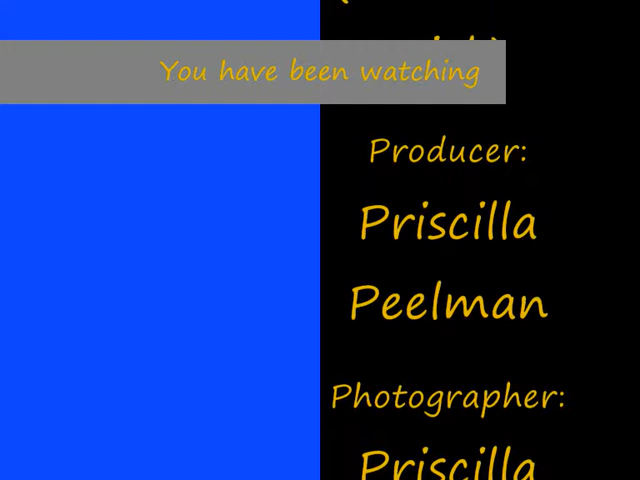 You have been watching
Producer:
Priscilla
Peelman
Photographer:
Priscilla